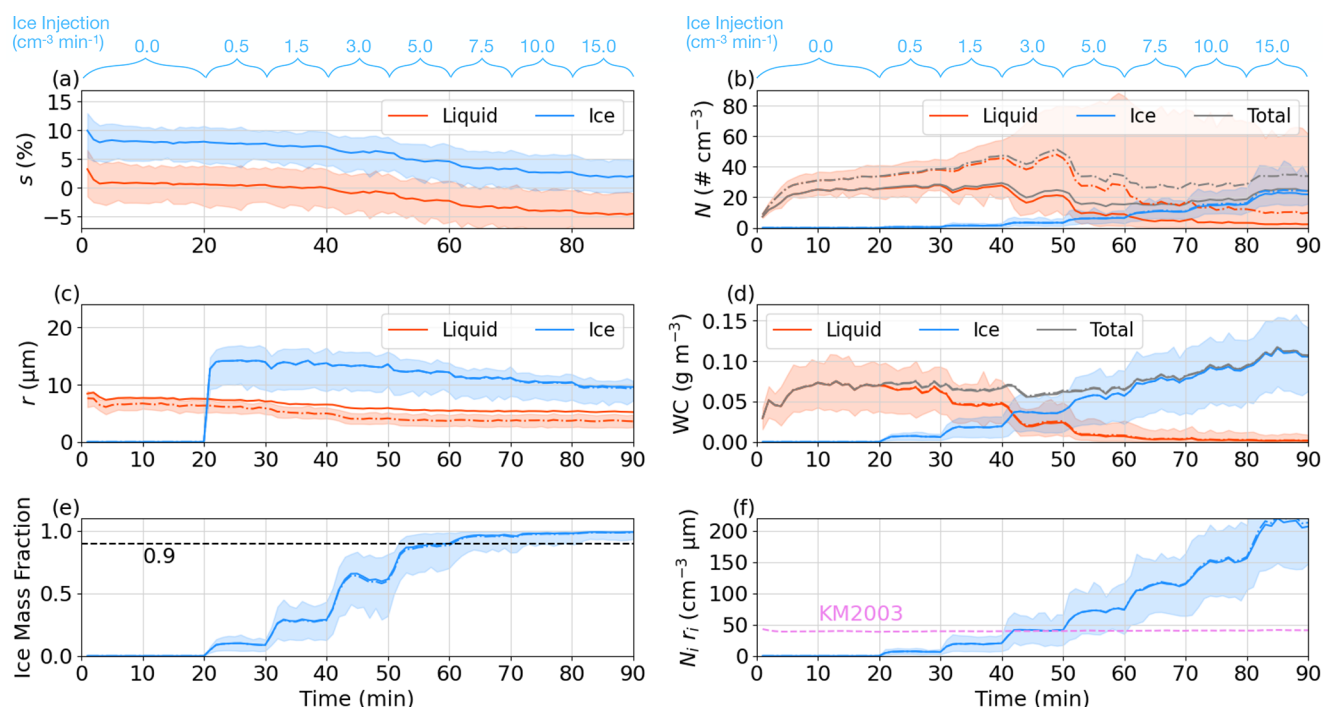 Ice Injection
(cm⁻³ min⁻¹) 0.0 0.5 1.5 3.0 5.0 7.5 10.0 15.0
Ice Injection
(cm⁻³ min⁻¹) 0.0 0.5 1.5 3.0 5.0 7.5 10.0 15.0
(a)
s (%)
15
10
5
0
−5
Liquid Ice
0 20 40 60 80
(b)
N (# cm⁻³)
80
60
40
20
0
Liquid Ice Total
0 10 20 30 40 50 60 70 80 90
(c)
r (μm)
20
10
0
Liquid Ice
0 10 20 30 40 50 60 70 80 90
(d)
WC (g m⁻³)
0.15
0.10
0.05
0.00
Liquid Ice Total
0 10 20 30 40 50 60 70 80 90
(e)
Ice Mass Fraction
1.0
0.5
0.0
0.9
0 10 20 30 40 50 60 70 80 90
Time (min)
(f)
Nᵢ rᵢ (cm⁻³ μm)
200
150
100
50
0
KM2003
0 10 20 30 40 50 60 70 80 90
Time (min)